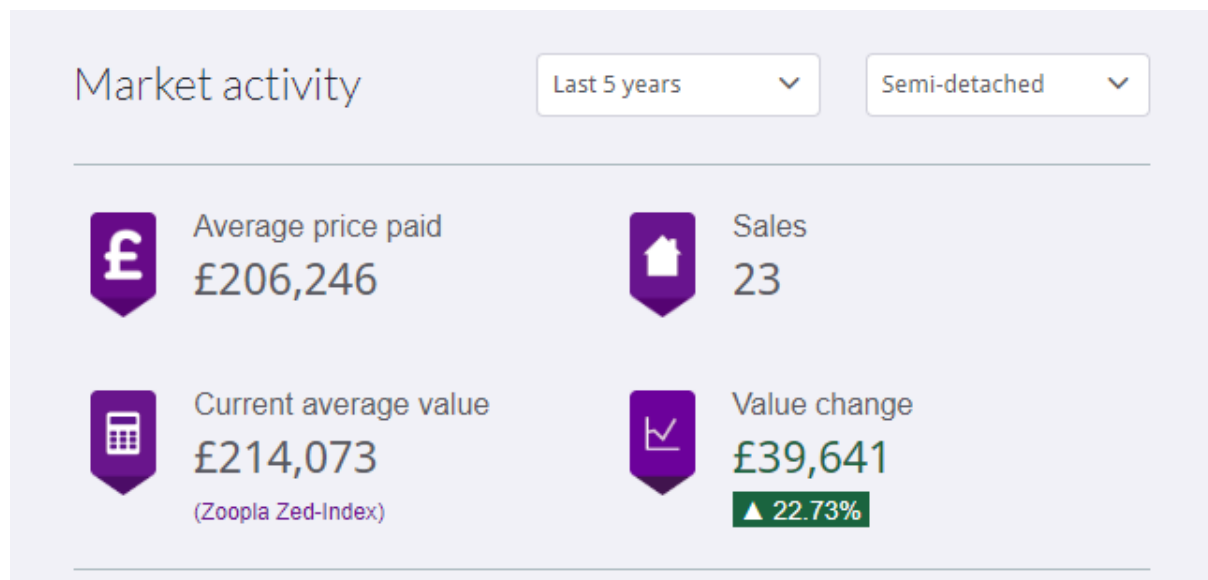 Market activity
Last 5 years
Semi-detached
£
Average price paid
£206,246
Sales
23
Current average value
£214,073
(Zoopla Zed-Index)
Value change
£39,641
▲ 22.73%